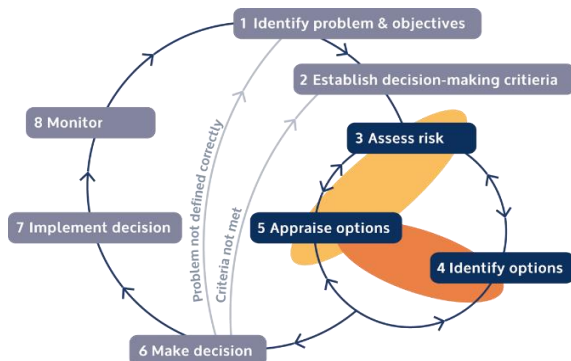 1 Identify problem & objectives
2 Establish decision-making critieria
3 Assess risk
4 Identify options
5 Appraise options
6 Make decision
7 Implement decision
8 Monitor
Problem not defined correctly
Criteria not met